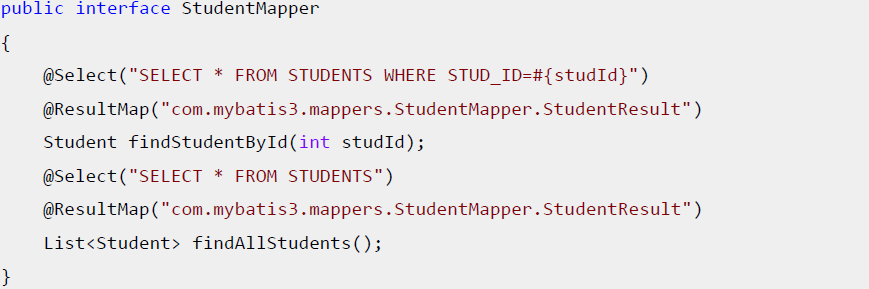 public interface StudentMapper
{
@Select("SELECT * FROM STUDENTS WHERE STUD_ID=#{studId}")
@ResultMap("com.mybatis3.mappers.StudentMapper.StudentResult")
Student findStudentById(int studId);
@Select("SELECT * FROM STUDENTS")
@ResultMap("com.mybatis3.mappers.StudentMapper.StudentResult")
List<Student> findAllStudents();
}